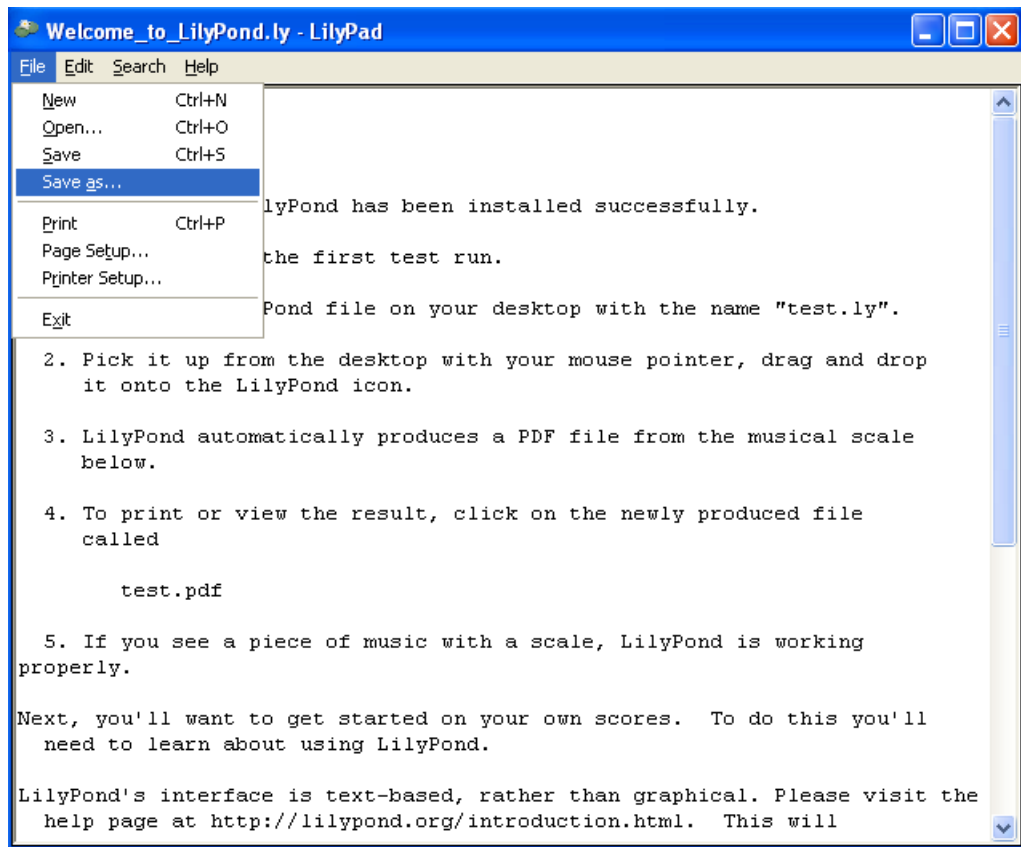 Welcome_to_LilyPond.ly - LilyPad
File Edit Search Help
New Ctrl+N
Open... Ctrl+O
Save Ctrl+S
Save as...
Print Ctrl+P
Page Setup...
Printer Setup...
Exit
lyPond has been installed successfully.
the first test run.
Pond file on your desktop with the name "test.ly".
2. Pick it up from the desktop with your mouse pointer, drag and drop
it onto the LilyPond icon.
3. LilyPond automatically produces a PDF file from the musical scale
below.
4. To print or view the result, click on the newly produced file
called
test.pdf
5. If you see a piece of music with a scale, LilyPond is working
properly.
Next, you'll want to get started on your own scores. To do this you'll
need to learn about using LilyPond.
LilyPond's interface is text-based, rather than graphical. Please visit the
help page at http://lilypond.org/introduction.html. This will